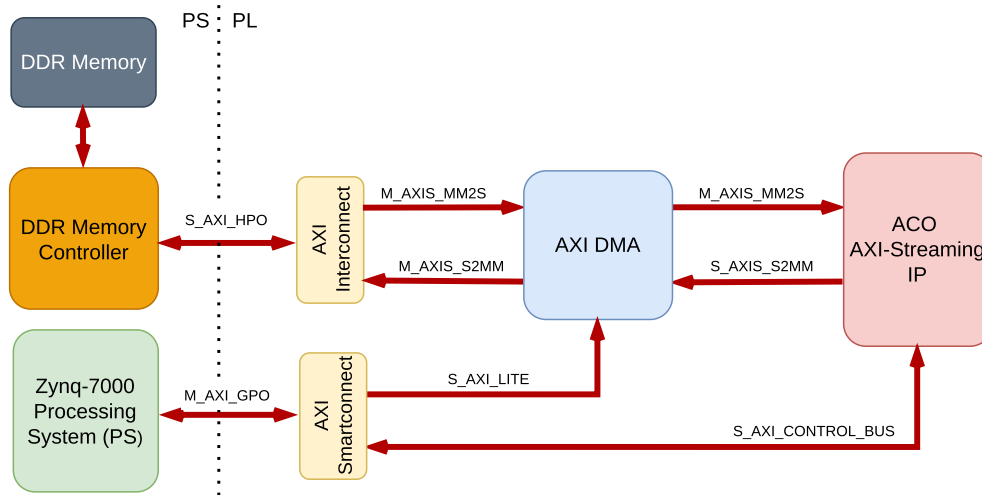 PS PL
DDR Memory
DDR Memory
Controller
S_AXI_HPO
AXI
Interconnect
M_AXIS_MM2S
M_AXIS_S2MM
AXI DMA
M_AXIS_MM2S
S_AXIS_S2MM
ACO
AXI-Streaming
IP
Zynq-7000
Processing
System (PS)
M_AXI_GPO
AXI
Smartconnect
S_AXI_LITE
S_AXI_CONTROL_BUS